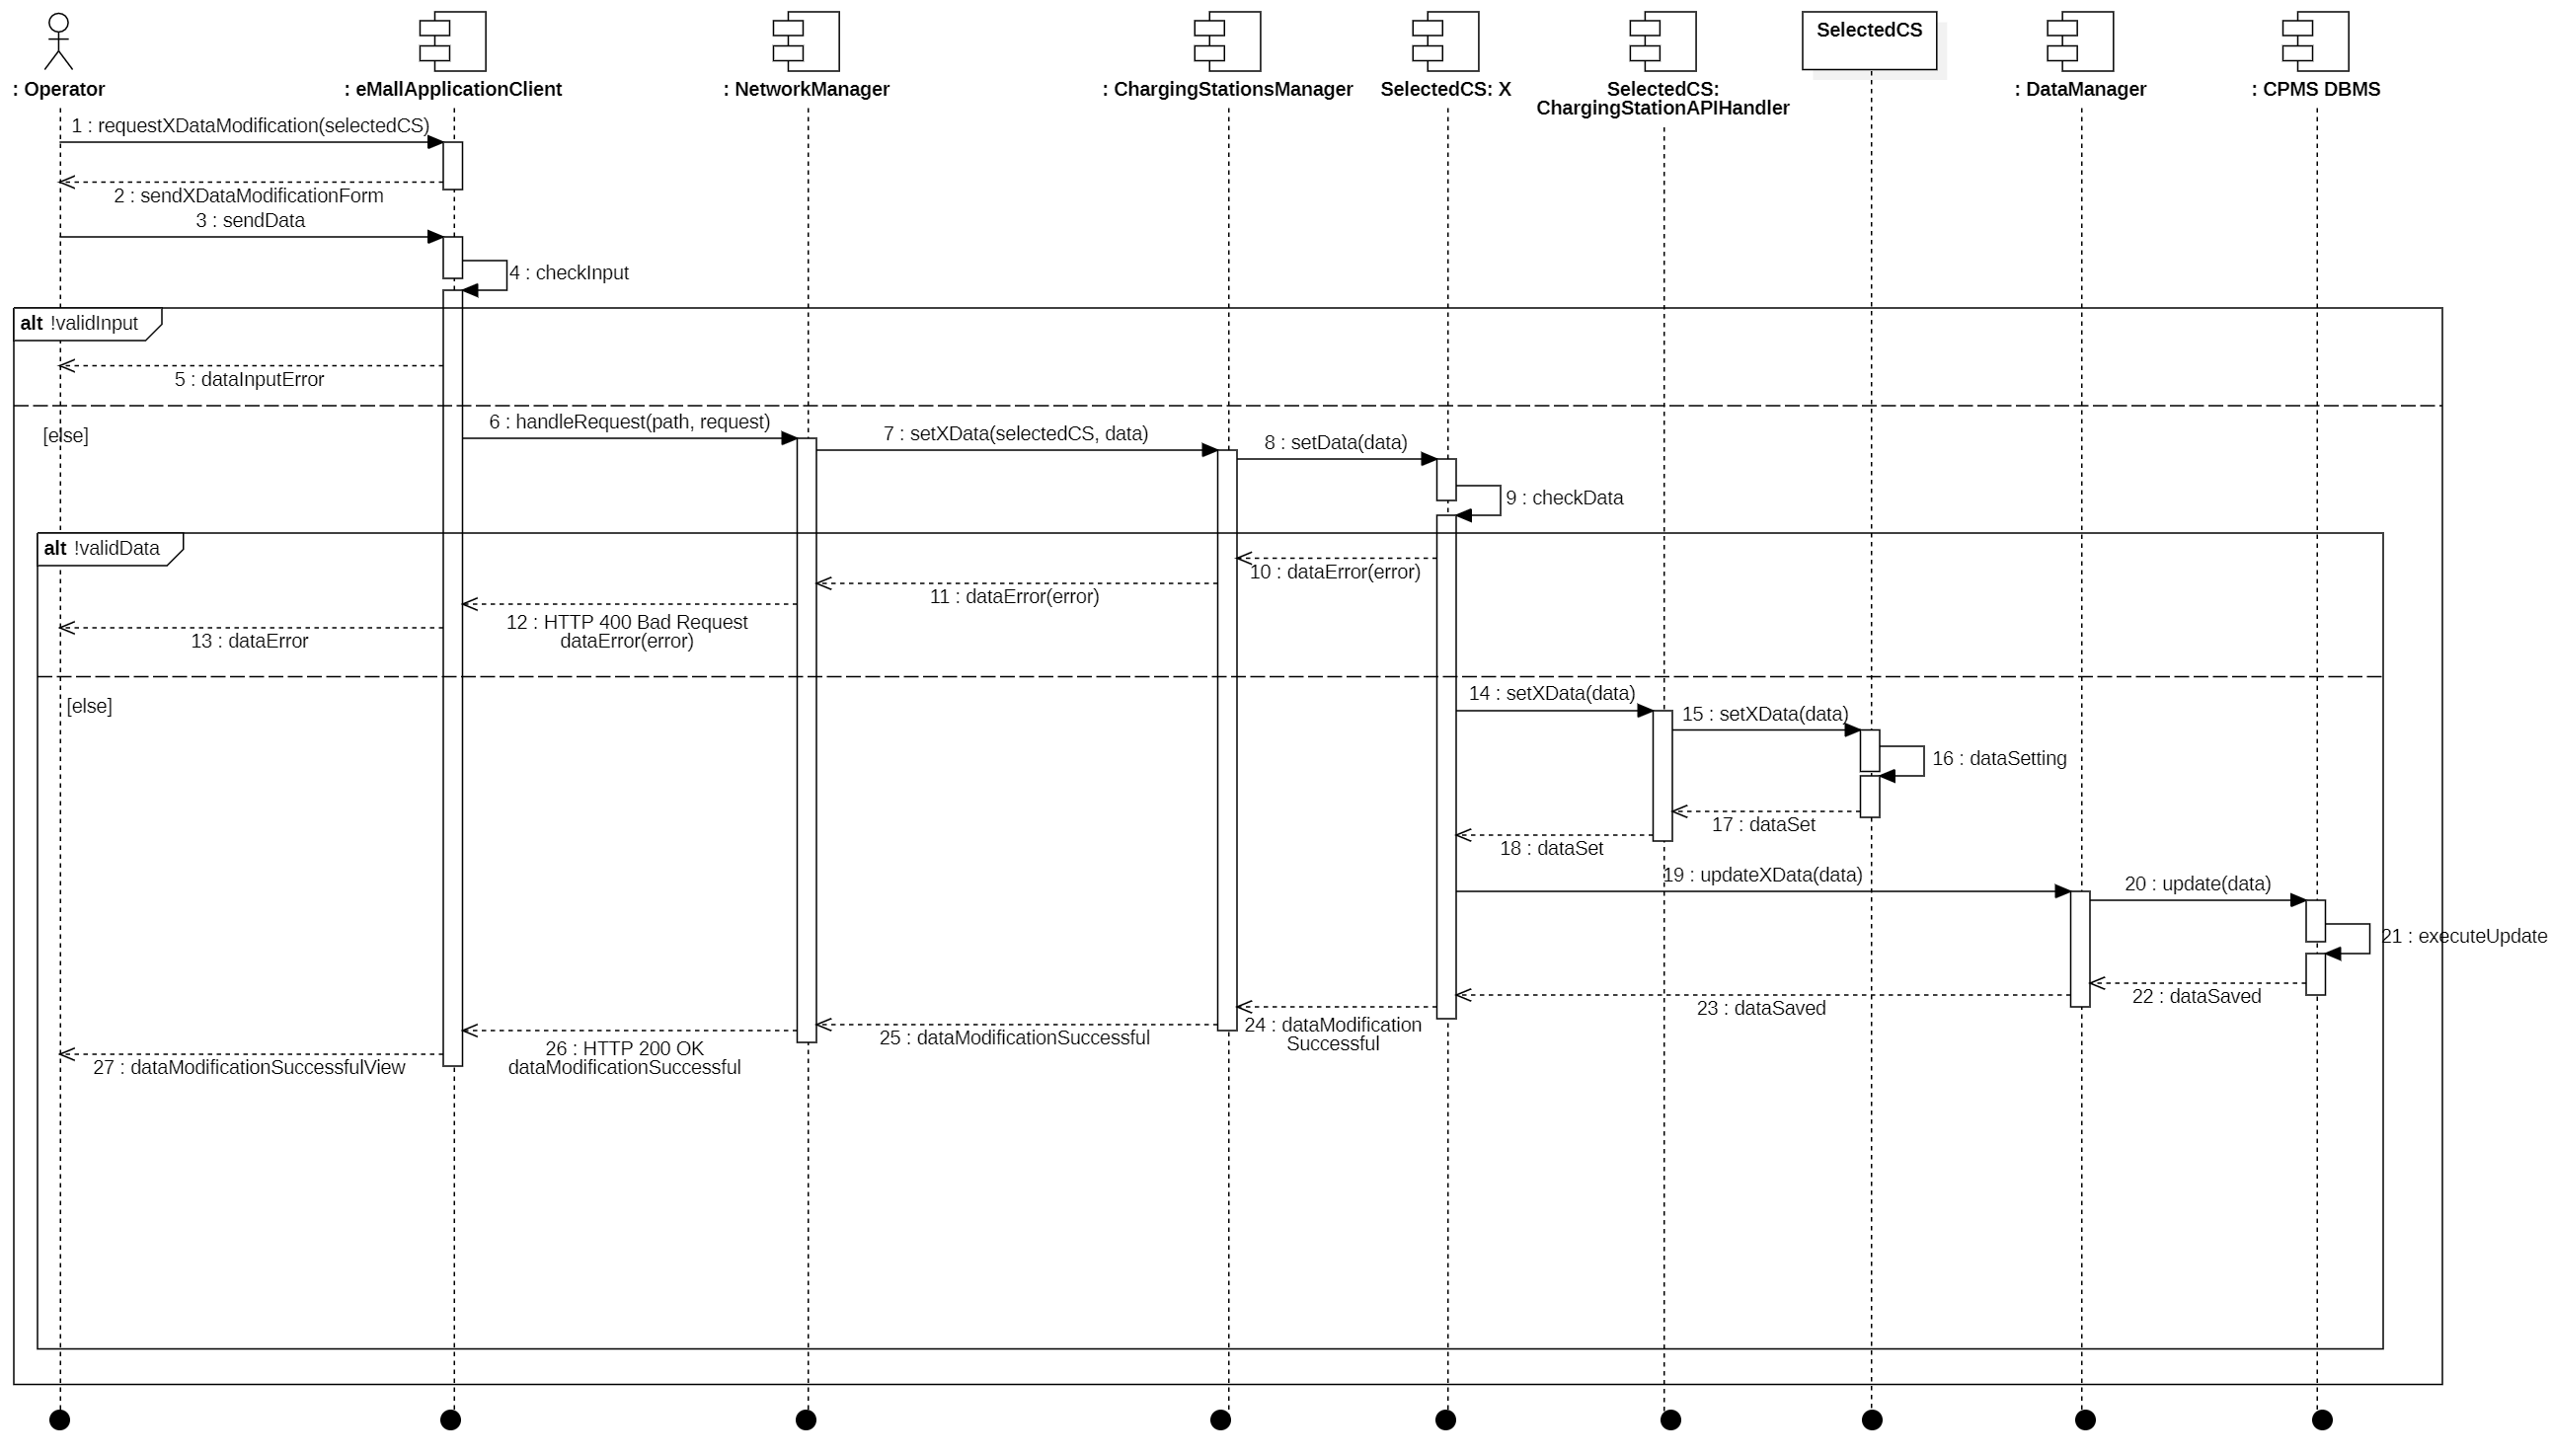 SelectedCS
: Operator
: eMallApplicationClient
: NetworkManager
: ChargingStationsManager
SelectedCS: X
SelectedCS:
ChargingStationAPIHandler
: DataManager
: CPMS DBMS
1 : requestXDataModification(selectedCS)
2 : sendXDataModificationForm
3 : sendData
4 : checkInput
alt !validInput
5 : dataInputError
[else]
6 : handleRequest(path, request)
7 : setXData(selectedCS, data)
8 : setData(data)
9 : checkData
alt !validData
10 : dataError(error)
11 : dataError(error)
12 : HTTP 400 Bad Request
dataError(error)
13 : dataError
[else]
14 : setXData(data)
15 : setXData(data)
16 : dataSetting
17 : dataSet
18 : dataSet
19 : updateXData(data)
20 : update(data)
21 : executeUpdate
22 : dataSaved
23 : dataSaved
24 : dataModification
Successful
25 : dataModificationSuccessful
26 : HTTP 200 OK
dataModificationSuccessful
27 : dataModificationSuccessfulView